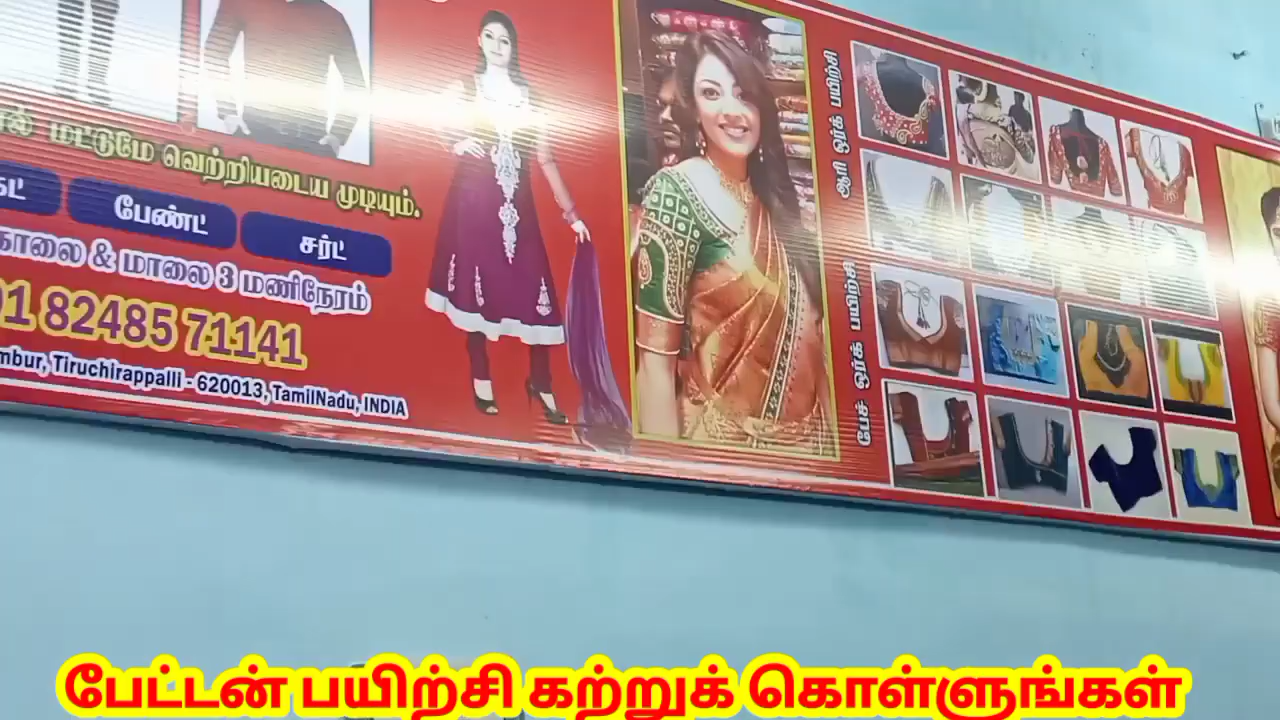 மட்டுமே வெற்றியடைய முடியும்.
பேண்ட்
சர்ட்
காலை & மாலை 3 மணிநேரம்
82485 71141
Tiruchirappalli - 620013, TamilNadu, INDIA
ஆரி ஒர்க் பயிற்சி
பேச் ஒர்க் பயிற்சி
பேட்டன் பயிற்சி கற்றுக் கொள்ளுங்கள்